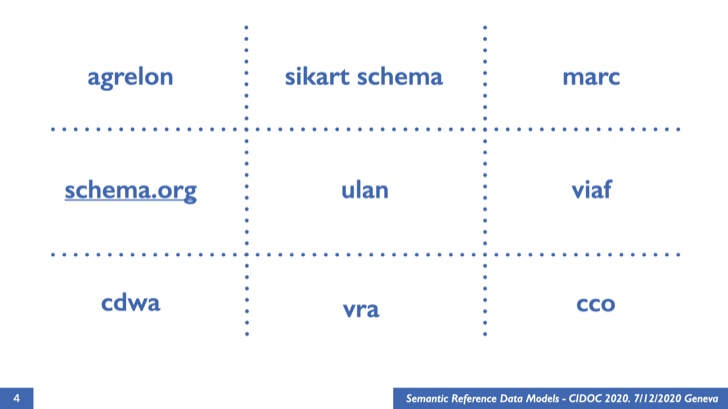 agrelon
sikart schema
marc
schema.org
ulan
viaf
cdwa
vra
cco
4
Semantic Reference Data Models - CIDOC 2020. 7/12/2020 Geneva